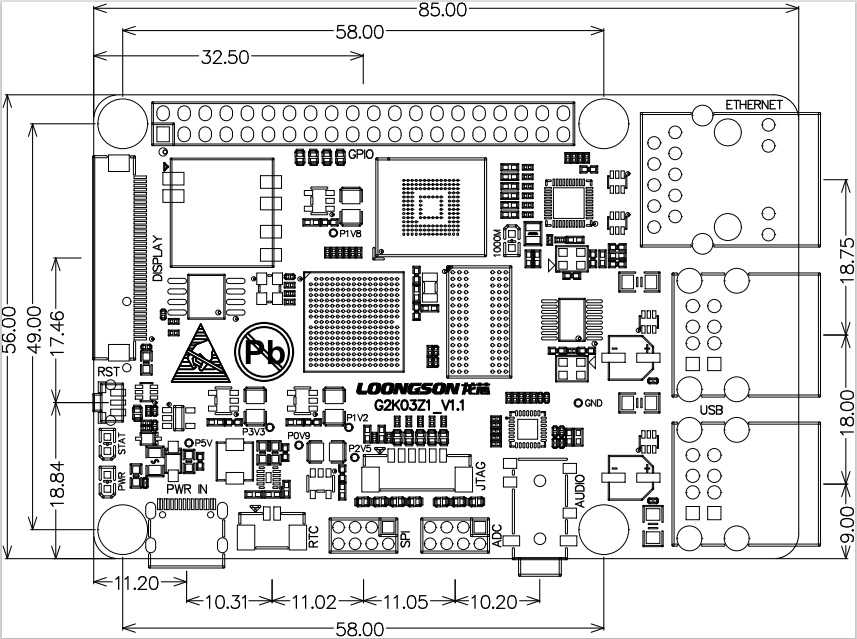 85.00
58.00
32.50
ETHERNET
GPIO
P1V8
1000M
DISPLAY
56.00
49.00
17.46
18.75
Pb
RST
LOONGSON龙芯
G2K03Z1_V1.1
GND
USB
18.00
P3V3
P0V9
P1V2
P2V5
STAT
P5V
PWR
PWR IN
18.84
JTAG
AUDIO
9.00
RTC
SPI
ADC
11.20
10.31
11.02
11.05
10.20
58.00